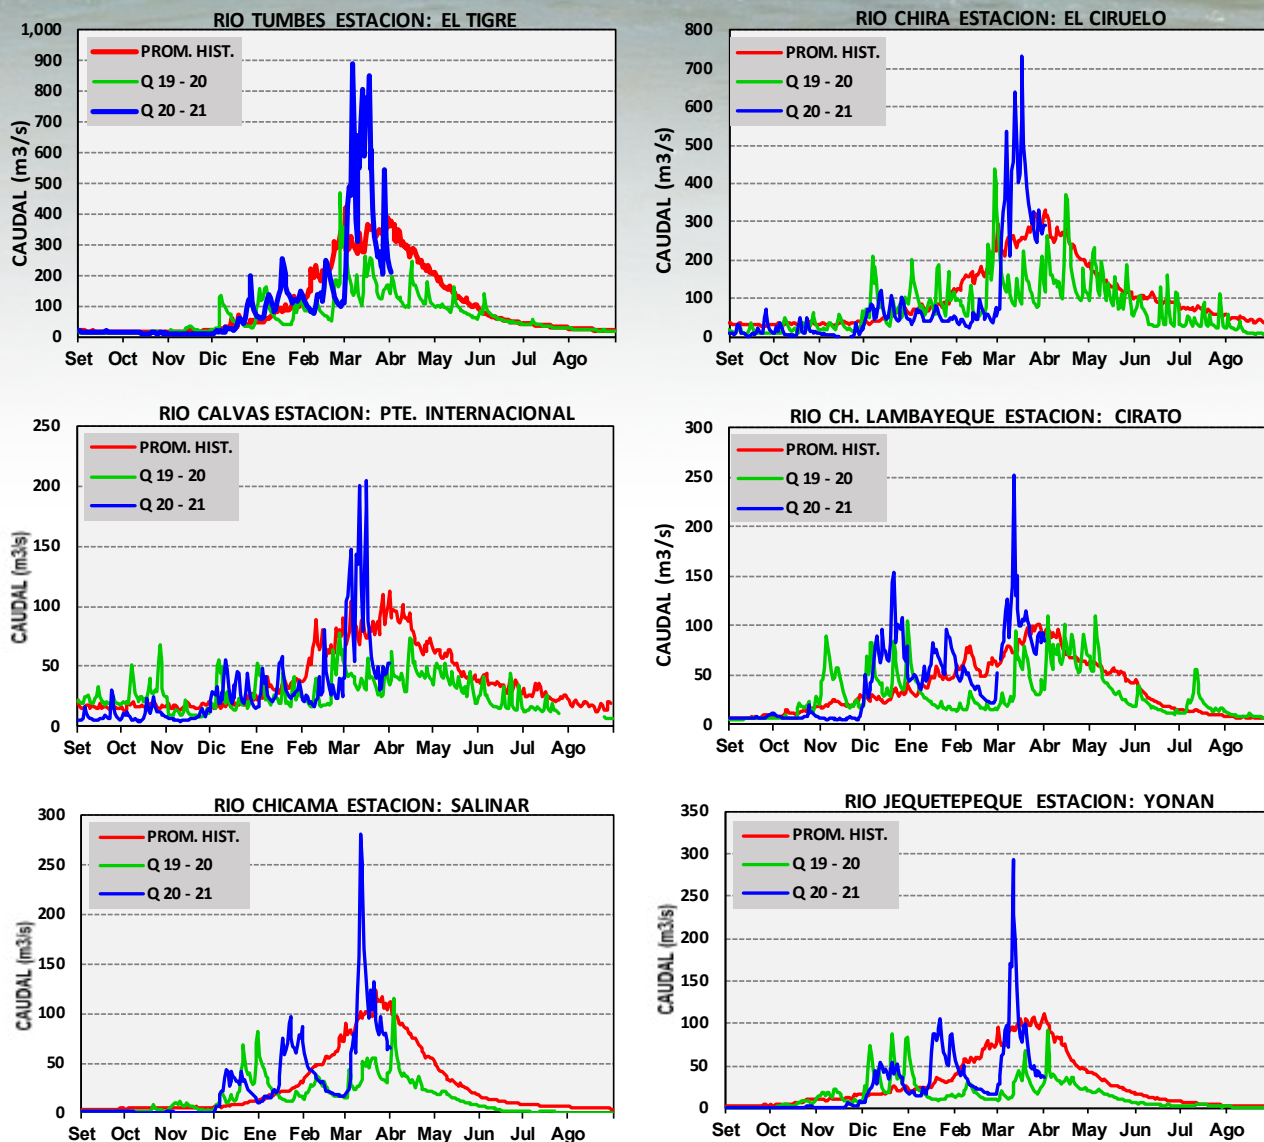 RIO TUMBES ESTACION: EL TIGRE
CAUDAL (m3/s)
1,000
900
800
700
600
500
400
300
200
100
0
PROM. HIST.
Q 19 - 20
Q 20 - 21
Set Oct Nov Dic Ene Feb Mar Abr May Jun Jul Ago
RIO CHIRA ESTACION: EL CIRUELO
CAUDAL (m3/s)
800
700
600
500
400
300
200
100
0
PROM. HIST.
Q 19 - 20
Q 20 - 21
Set Oct Nov Dic Ene Feb Mar Abr May Jun Jul Ago
RIO CALVAS ESTACION: PTE. INTERNACIONAL
CAUDAL (m3/s)
250
200
150
100
50
0
PROM. HIST.
Q 19 - 20
Q 20 - 21
Set Oct Nov Dic Ene Feb Mar Abr May Jun Jul Ago
RIO CH. LAMBAYEQUE ESTACION: CIRATO
CAUDAL (m3/s)
300
250
200
150
100
50
0
PROM. HIST.
Q 19 - 20
Q 20 - 21
Set Oct Nov Dic Ene Feb Mar Abr May Jun Jul Ago
RIO CHICAMA ESTACION: SALINAR
CAUDAL (m3/s)
300
250
200
150
100
50
0
PROM. HIST.
Q 19 - 20
Q 20 - 21
Set Oct Nov Dic Ene Feb Mar Abr May Jun Jul Ago
RIO JEQUETEPEQUE ESTACION: YONAN
CAUDAL (m3/s)
350
300
250
200
150
100
50
0
PROM. HIST.
Q 19 - 20
Q 20 - 21
Set Oct Nov Dic Ene Feb Mar Abr May Jun Jul Ago